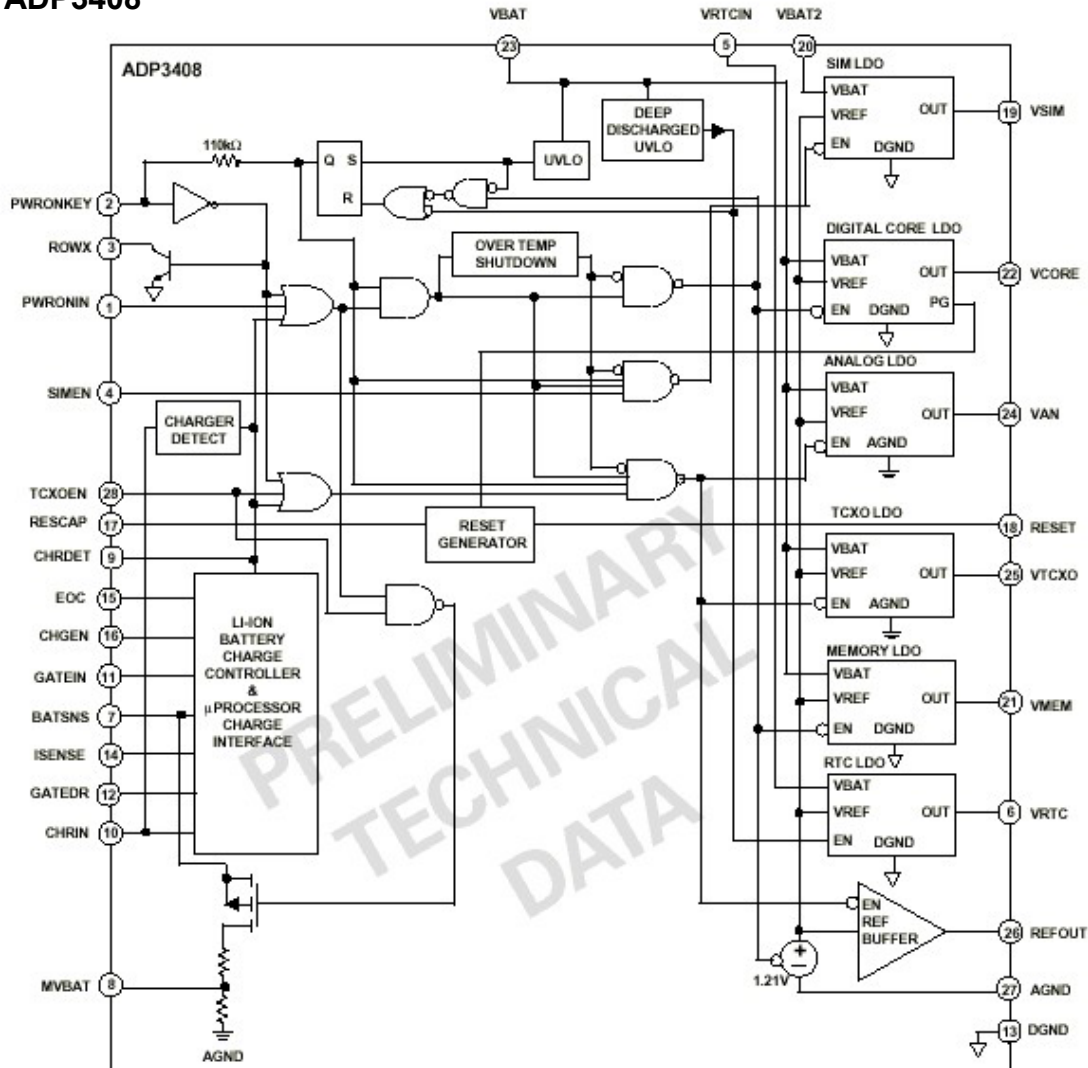 ADP3408
VBAT
VRTCIN
VBAT2
23
5
20
ADP3408
SIM LDO
VBAT
VREF
EN
OUT
DGND
19
VSIM
DEEP
DISCHARGED
UVLO
UVLO
110kΩ
Q S
R
PWRONKEY
2
ROWX
3
PWRONIN
1
OVER TEMP
SHUTDOWN
DIGITAL CORE LDO
VBAT
VREF
EN
OUT
PG
DGND
22
VCORE
SIMEN
4
ANALOG LDO
VBAT
VREF
EN
OUT
AGND
24
VAN
CHARGER
DETECT
TCXOEN
28
RESCAP
17
RESET
GENERATOR
18
RESET
CHRDET
9
TCXO LDO
VBAT
VREF
EN
OUT
AGND
25
VTCXO
EOC
15
CHGEN
16
GATEIN
11
BATSNS
7
ISENSE
14
GATEDR
12
CHRIN
10
LI-ION
BATTERY
CHARGE
CONTROLLER
&
µPROCESSOR
CHARGE
INTERFACE
MEMORY LDO
VBAT
VREF
EN
OUT
DGND
21
VMEM
RTC LDO
VBAT
VREF
EN
OUT
DGND
6
VRTC
EN
REF
BUFFER
26
REFOUT
+
−
1.21V
27
AGND
13
DGND
MVBAT
8
AGND
PRELIMINARY
TECHNICAL
DATA